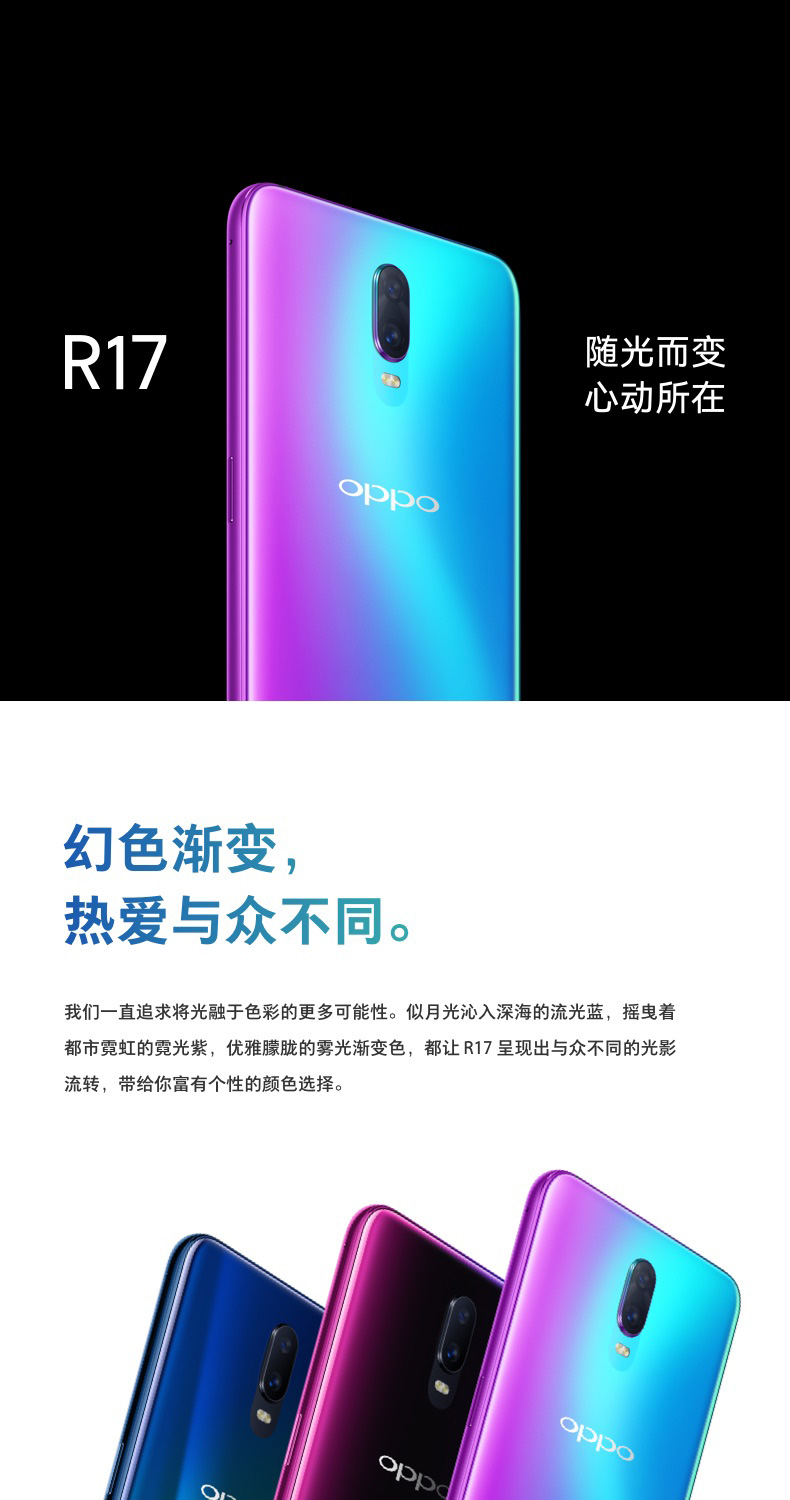 R17
随光而变
心动所在
oppo
幻色渐变，
热爱与众不同。
我们一直追求将光融于色彩的更多可能性。似月光沁入深海的流光蓝，摇曳着
都市霓虹的霓光紫，优雅朦胧的雾光渐变色，都让 R17 呈现出与众不同的光影
流转，带给你富有个性的颜色选择。
oppo
oppo